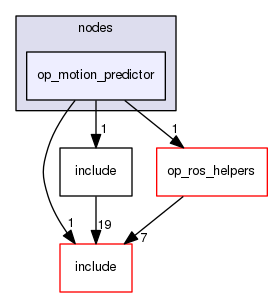 nodes
op_motion_predictor
1
1
include
op_ros_helpers
1
19
7
include